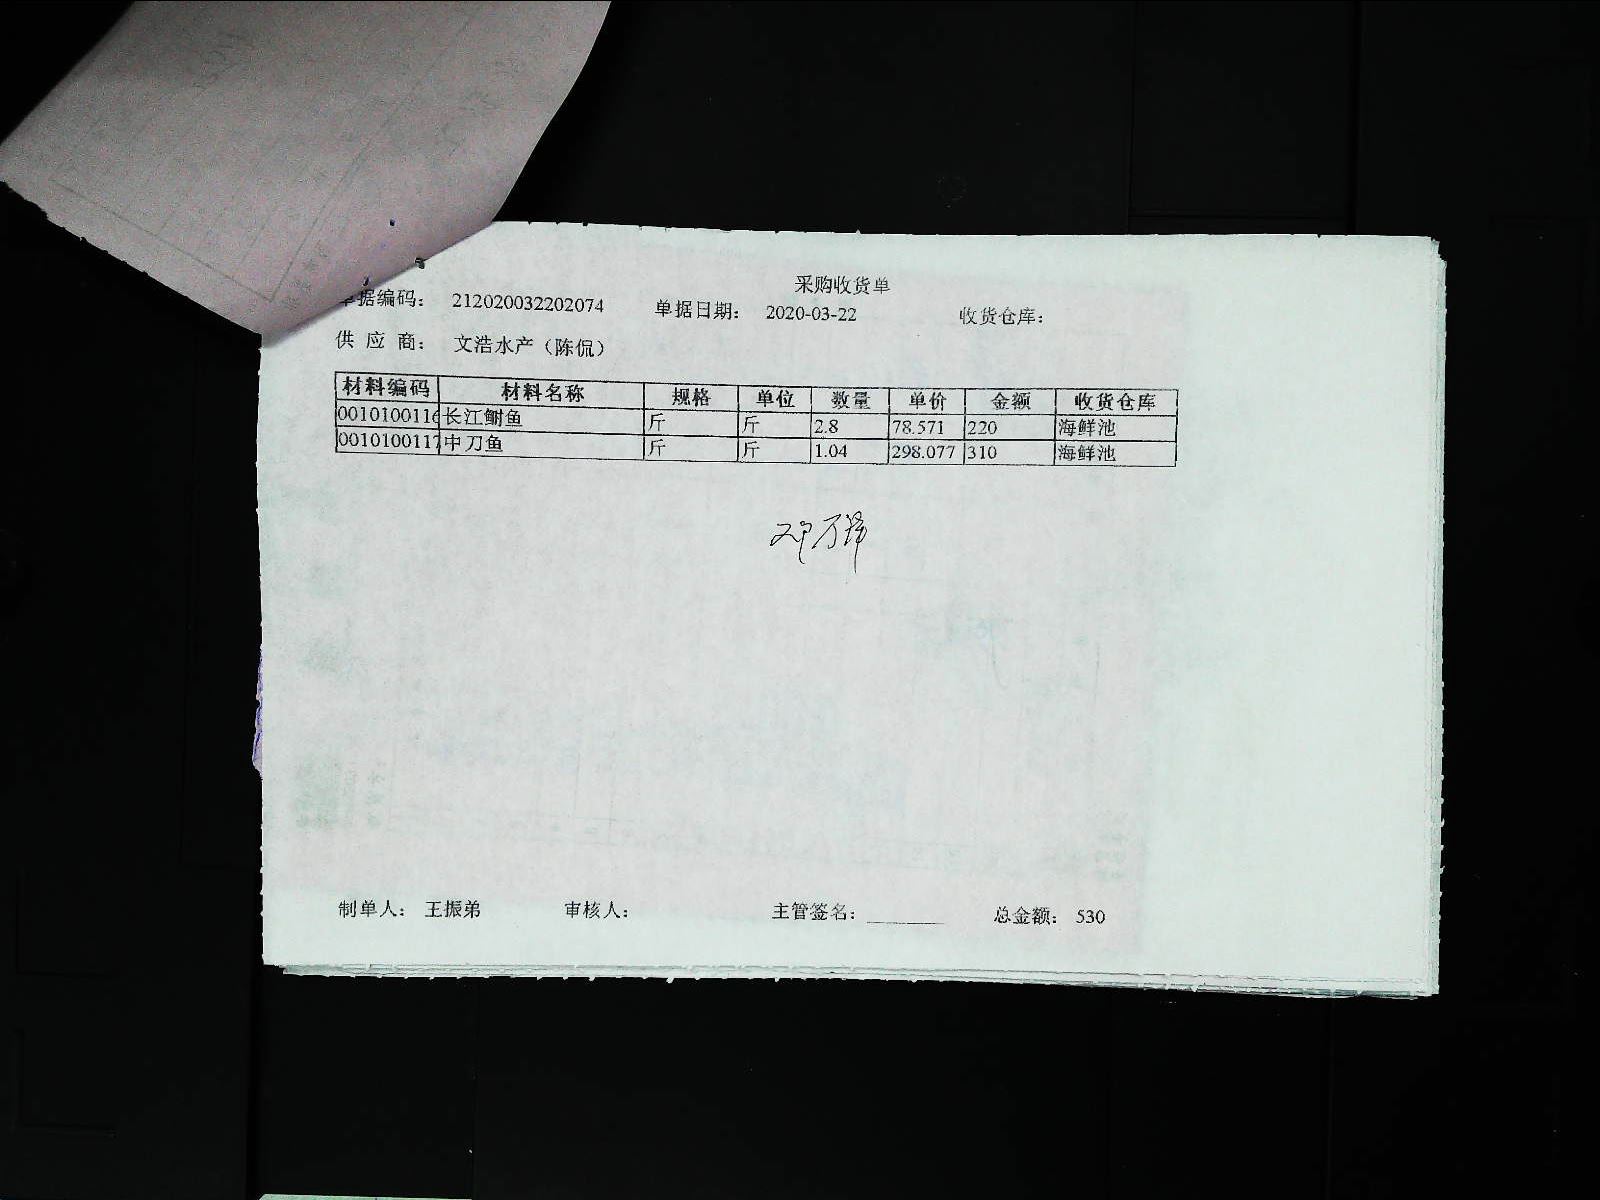 采购收货单
单据编码： 212020032202074 单据日期： 2020-03-22 收货仓库：
供 应 商： 文浩水产（陈侃）
材料编码 材料名称 规格 单位 数量 单价 金额 收货仓库
0010100116 长江鮰鱼 斤 斤 2.8 78.571 220 海鲜池
0010100117 中刀鱼 斤 斤 1.04 298.077 310 海鲜池
制单人： 王振弟 审核人： 主管签名： 总金额： 530